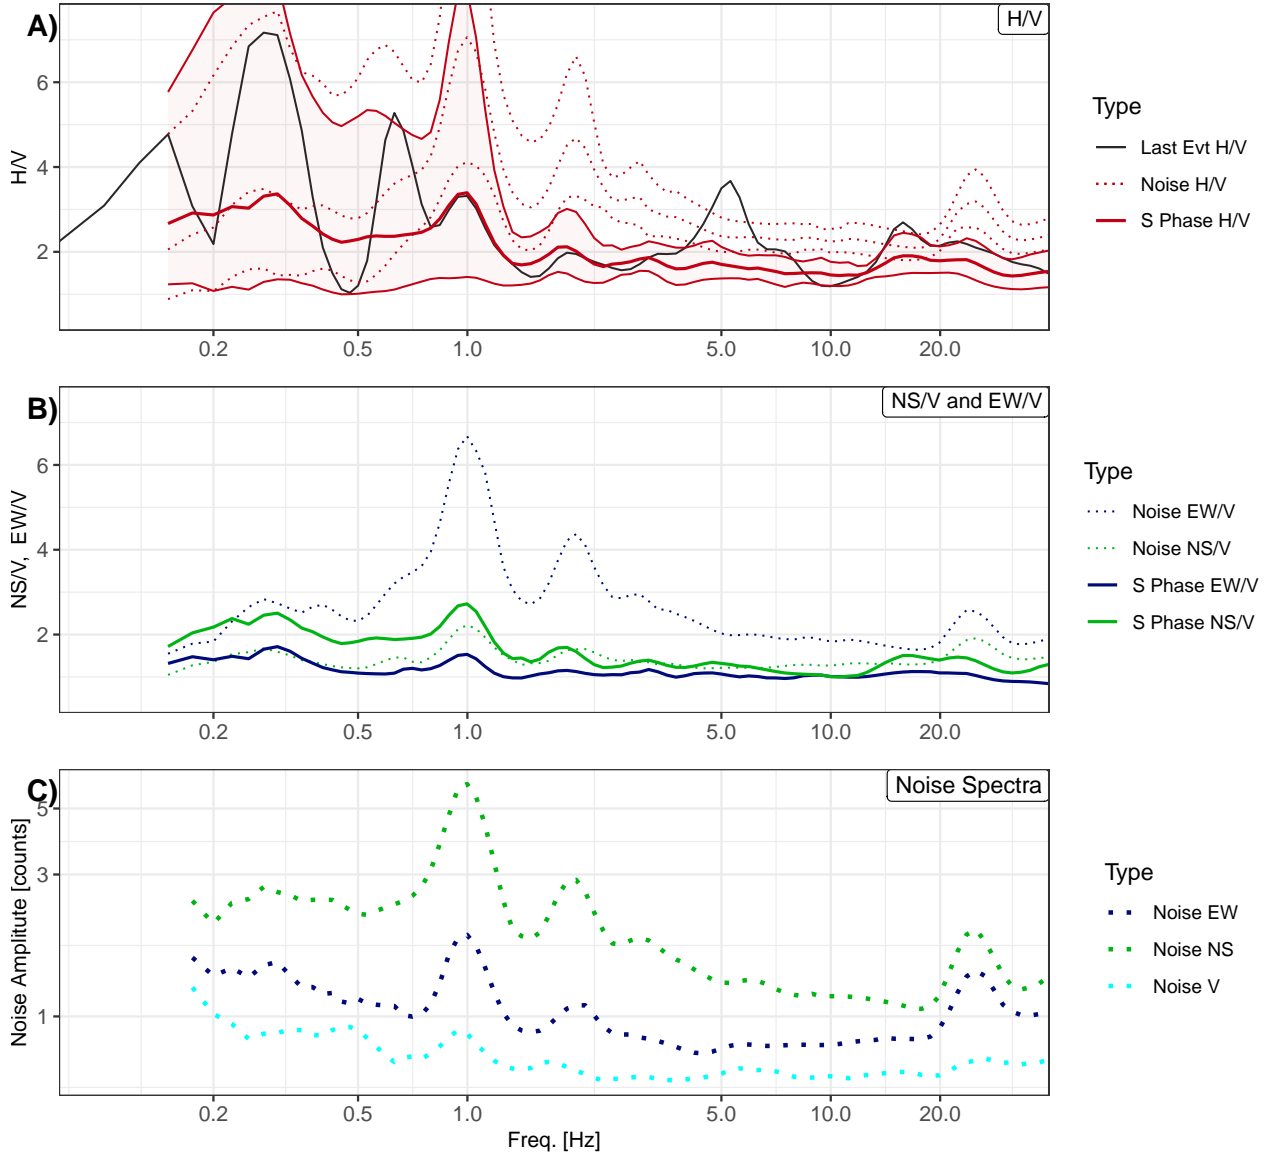 A)
H/V
6
4
2
H/V
0.2 0.5 1.0 5.0 10.0 20.0
Type
Last Evt H/V
Noise H/V
S Phase H/V
B)
NS/V and EW/V
6
4
2
NS/V, EW/V
0.2 0.5 1.0 5.0 10.0 20.0
Type
Noise EW/V
Noise NS/V
S Phase EW/V
S Phase NS/V
C)
Noise Spectra
5
3
1
Noise Amplitude [counts]
0.2 0.5 1.0 5.0 10.0 20.0
Freq. [Hz]
Type
Noise EW
Noise NS
Noise V